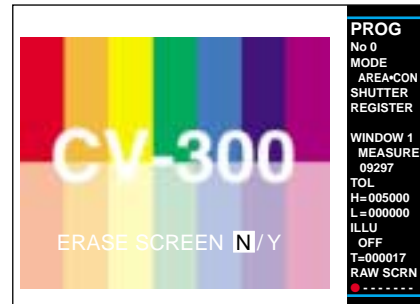 CV-300
ERASE SCREEN N/Y
PROG
No 0
MODE
AREA•CON
SHUTTER
REGISTER
WINDOW 1
MEASURE
09297
TOL
H=005000
L=000000
ILLU
OFF
T=000017
RAW SCRN
●-------